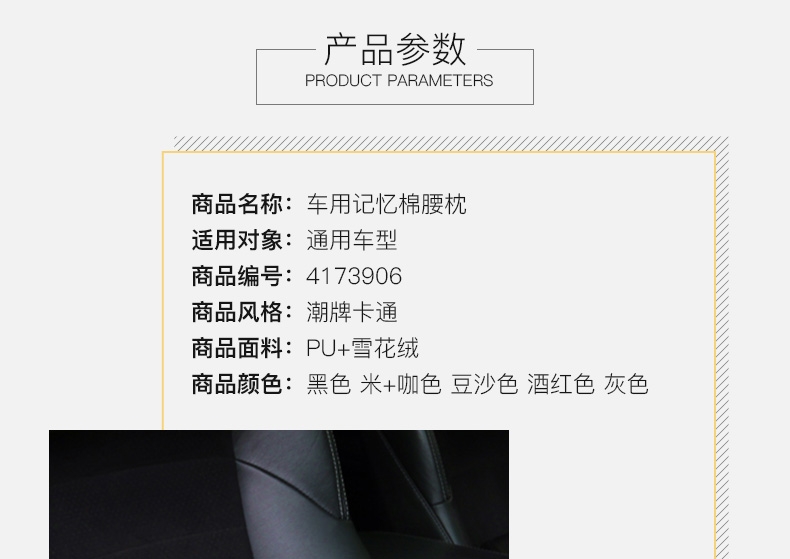 产品参数
PRODUCT PARAMETERS
商品名称：车用记忆棉腰枕
适用对象：通用车型
商品编号：4173906
商品风格：潮牌卡通
商品面料：PU+雪花绒
商品颜色：黑色 米+咖色 豆沙色 酒红色 灰色